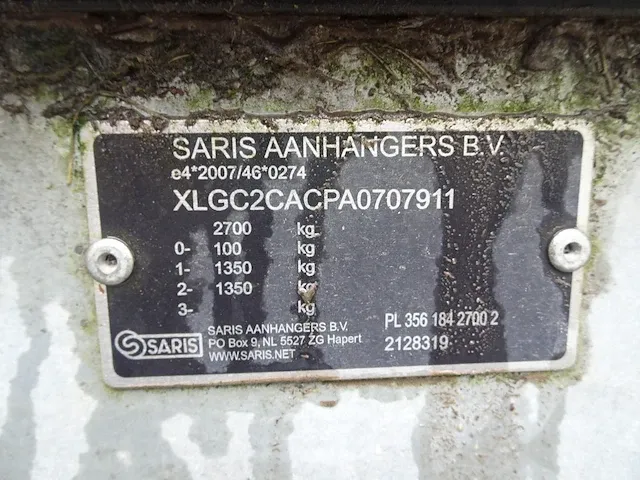 SARIS AANHANGERS B.V.
e4*2007/46*0274
XLGC2CACPA0707911
2700 kg
0- 100 kg
1- 1350 kg
2- 1350 kg
3- kg
SARIS
SARIS AANHANGERS B.V.
PO Box 9, NL 5527 ZG Hapert
WWW.SARIS.NET
PL 356 184 2700 2
2128319